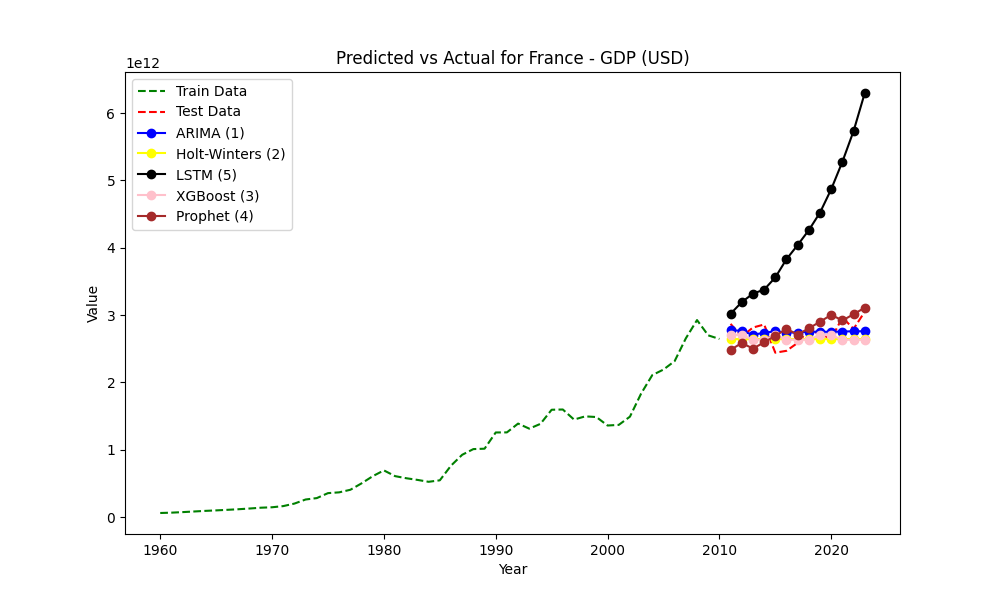 Predicted vs Actual for France - GDP (USD)
1e12
Train Data
Test Data
ARIMA (1)
Holt-Winters (2)
LSTM (5)
XGBoost (3)
Prophet (4)
Value
6
5
4
3
2
1
0
1960 1970 1980 1990 2000 2010 2020
Year